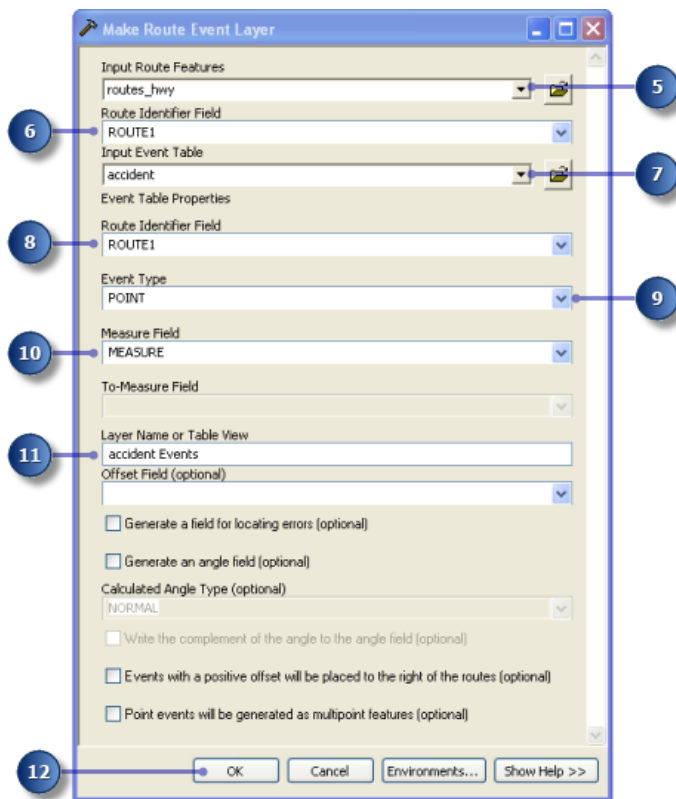 Make Route Event Layer
Input Route Features
routes_hwy
5
6
Route Identifier Field
ROUTE1
Input Event Table
accident
7
Event Table Properties
Route Identifier Field
8
ROUTE1
Event Type
POINT
9
Measure Field
10
MEASURE
To-Measure Field
Layer Name or Table View
11
accident Events
Offset Field (optional)
Generate a field for locating errors (optional)
Generate an angle field (optional)
Calculated Angle Type (optional)
NORMAL
Write the complement of the angle to the angle field (optional)
Events with a positive offset will be placed to the right of the routes (optional)
Point events will be generated as multipoint features (optional)
12
OK Cancel Environments... Show Help >>